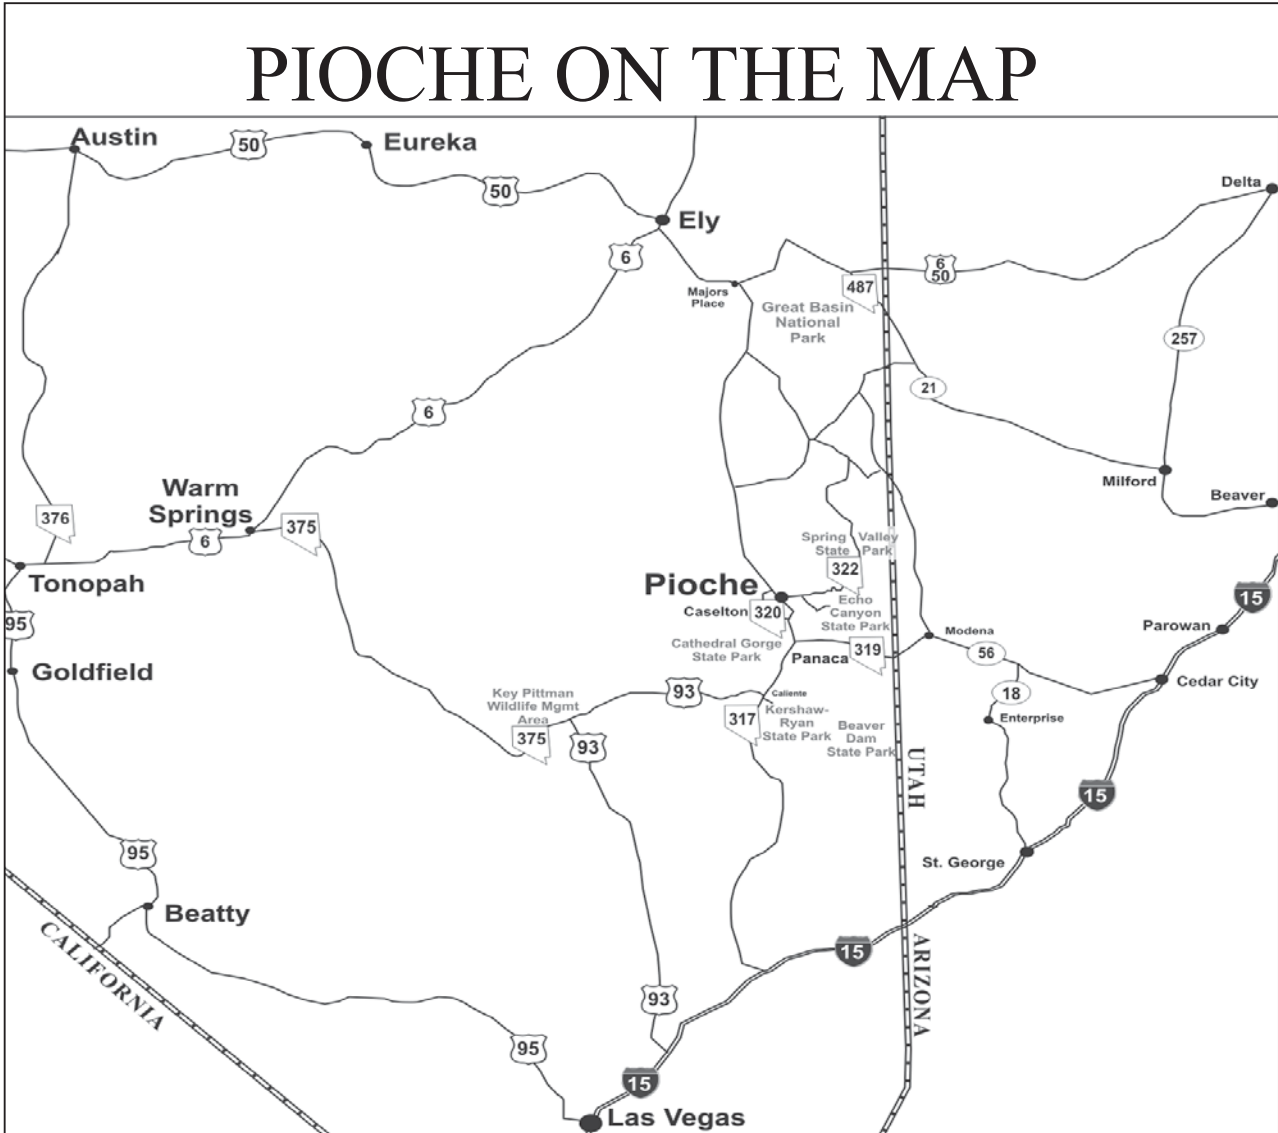 PIOCHE ON THE MAP
Austin
50
Eureka
50
Ely
6
Majors
Place
487
6
50
Delta
Great Basin
National
Park
257
21
6
Milford
Beaver
Warm
Springs
376
6
375
Tonopah
Spring Valley
State Park
322
Pioche
Caselton
320
Echo
Canyon
State Park
15
95
Parowan
Modena
Cathedral Gorge
State Park
Panaca
319
56
Goldfield
Cedar City
18
Enterprise
Key Pittman
Wildlife Mgmt
Area
375
93
93
Caliente
317
Kershaw-
Ryan
State Park
Beaver
Dam
State Park
UTAH
15
95
St. George
Beatty
CALIFORNIA
15
ARIZONA
93
95
15
Las Vegas